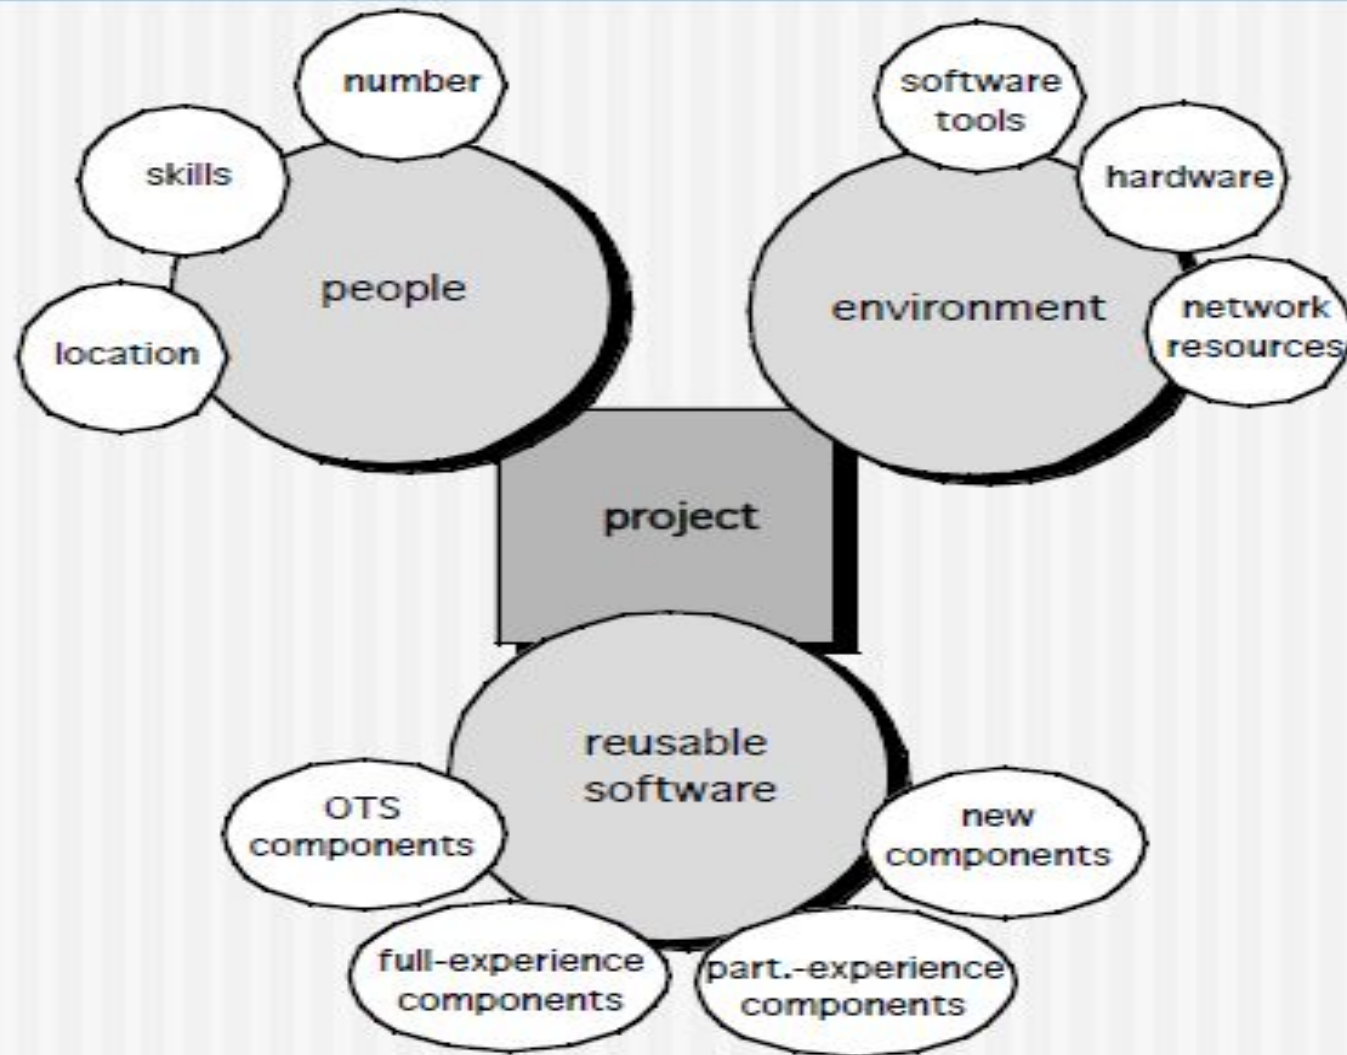 number
skills
location
people
software
tools
hardware
network
resources
environment
project
reusable
software
OTS
components
full-experience
components
part.-experience
components
new
components